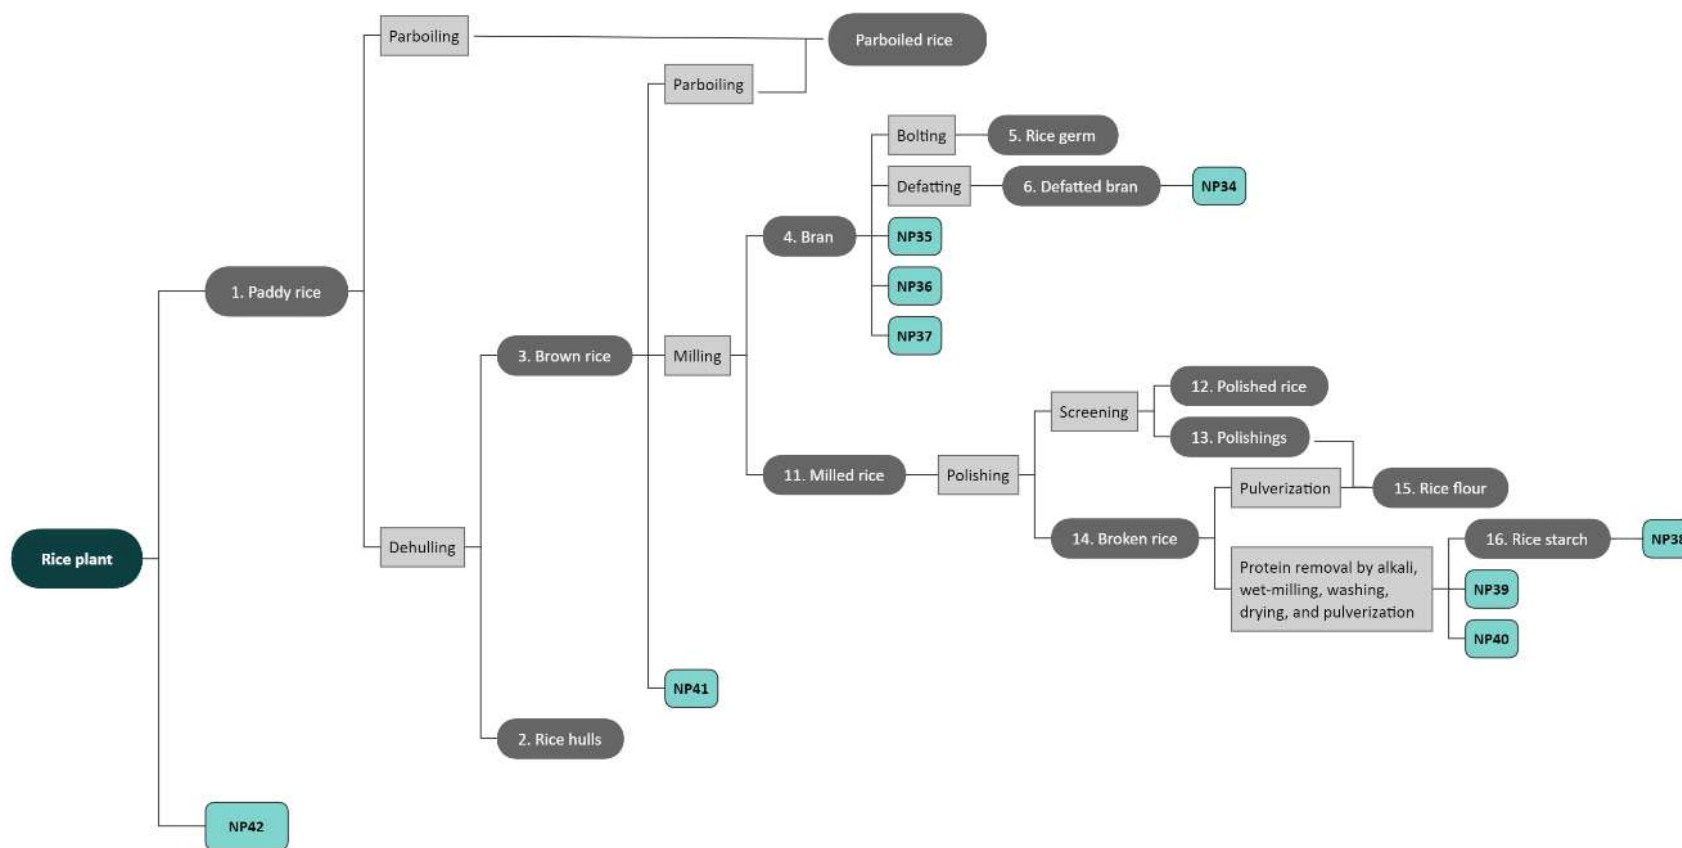 Parboiling
Parboiled rice
Parboiling
Bolting
5. Rice germ
Defatting
6. Defatted bran
NP34
4. Bran
NP35
NP36
NP37
1. Paddy rice
3. Brown rice
Milling
12. Polished rice
Screening
13. Polishings
11. Milled rice
Polishing
Pulverization
15. Rice flour
Rice plant
Dehulling
14. Broken rice
16. Rice starch
NP38
Protein removal by alkali,
wet-milling, washing,
drying, and pulverization
NP39
NP40
NP41
2. Rice hulls
NP42